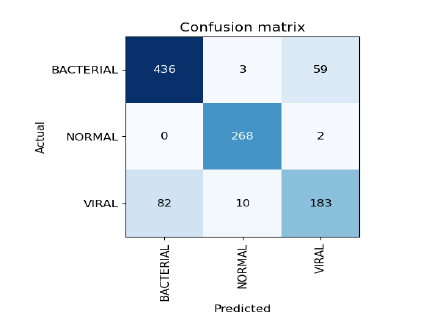 Confusion matrix
BACTERIAL 436 3 59
NORMAL 0 268 2
VIRAL 82 10 183
Actual
BACTERIAL NORMAL VIRAL
Predicted